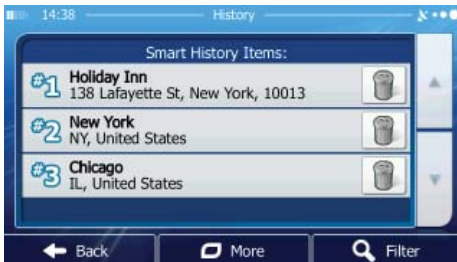 14:38 History
Smart History Items:
#1 Holiday Inn
138 Lafayette St, New York, 10013
#2 New York
NY, United States
#3 Chicago
IL, United States
Back More Filter